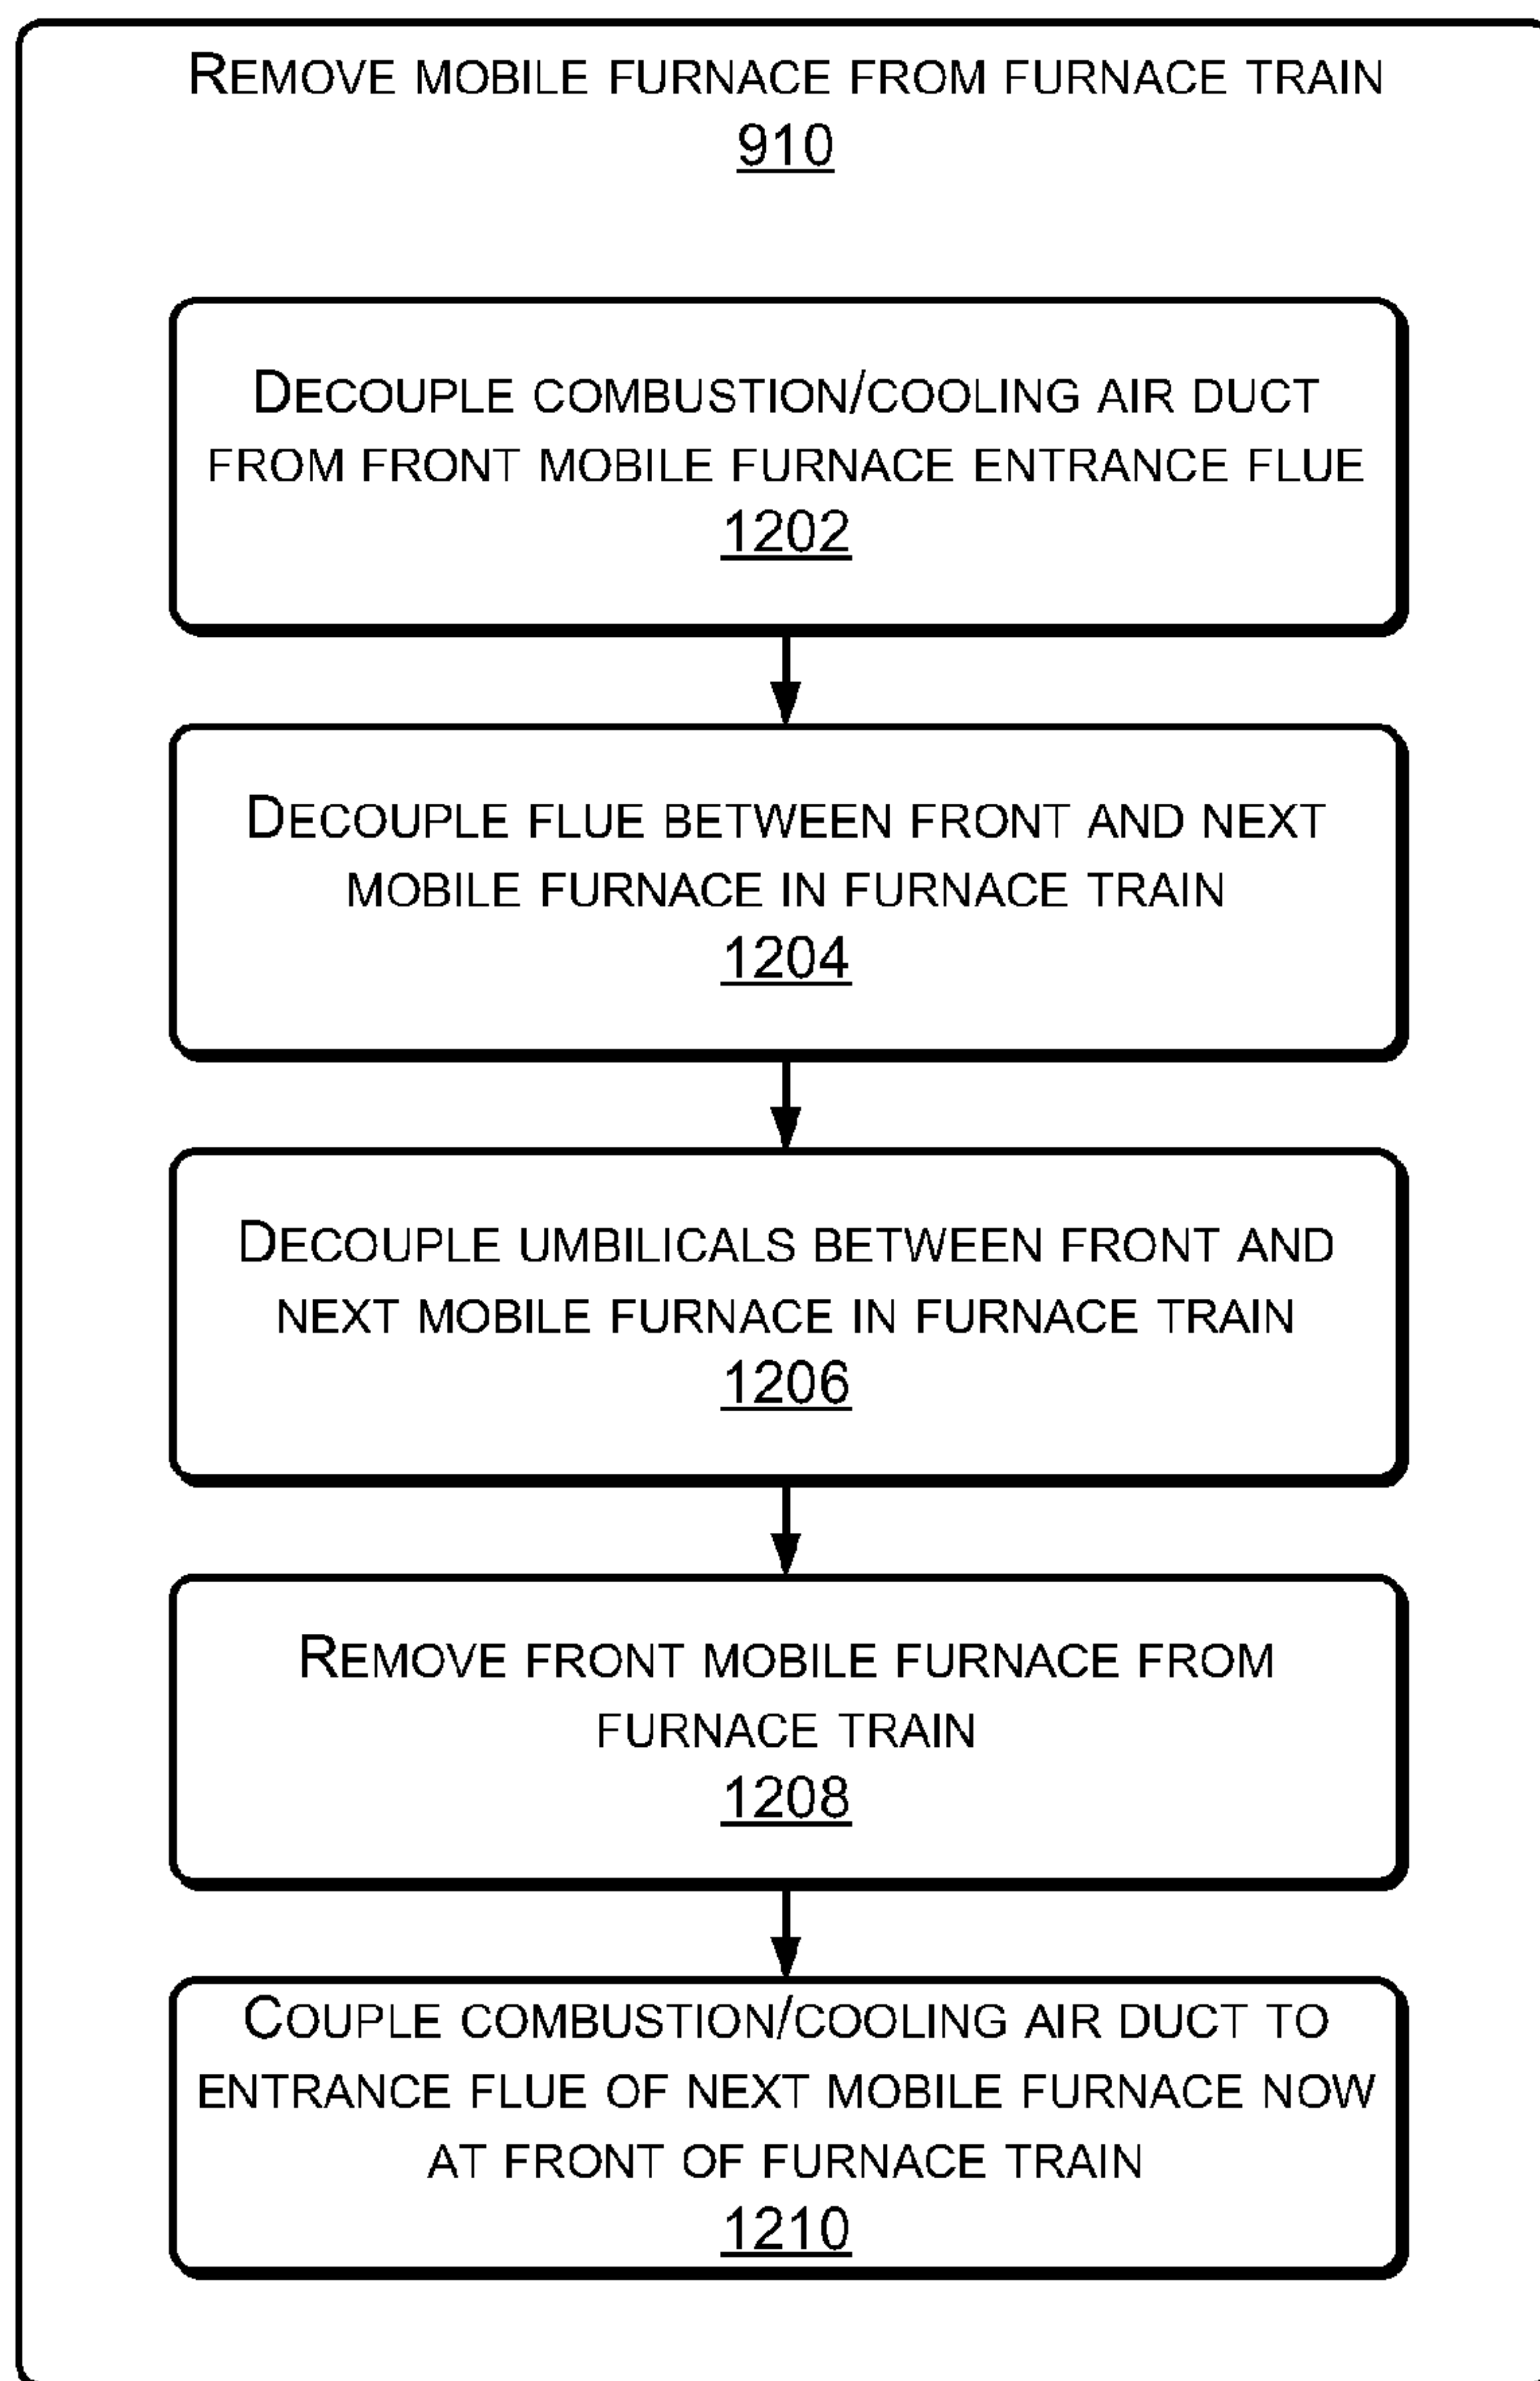 REMOVE MOBILE FURNACE FROM FURNACE TRAIN
910
DECOUPLE COMBUSTION/COOLING AIR DUCT
FROM FRONT MOBILE FURNACE ENTRANCE FLUE
1202
DECOUPLE FLUE BETWEEN FRONT AND NEXT
MOBILE FURNACE IN FURNACE TRAIN
1204
DECOUPLE UMBILICALS BETWEEN FRONT AND
NEXT MOBILE FURNACE IN FURNACE TRAIN
1206
REMOVE FRONT MOBILE FURNACE FROM
FURNACE TRAIN
1208
COUPLE COMBUSTION/COOLING AIR DUCT TO
ENTRANCE FLUE OF NEXT MOBILE FURNACE NOW
AT FRONT OF FURNACE TRAIN
1210